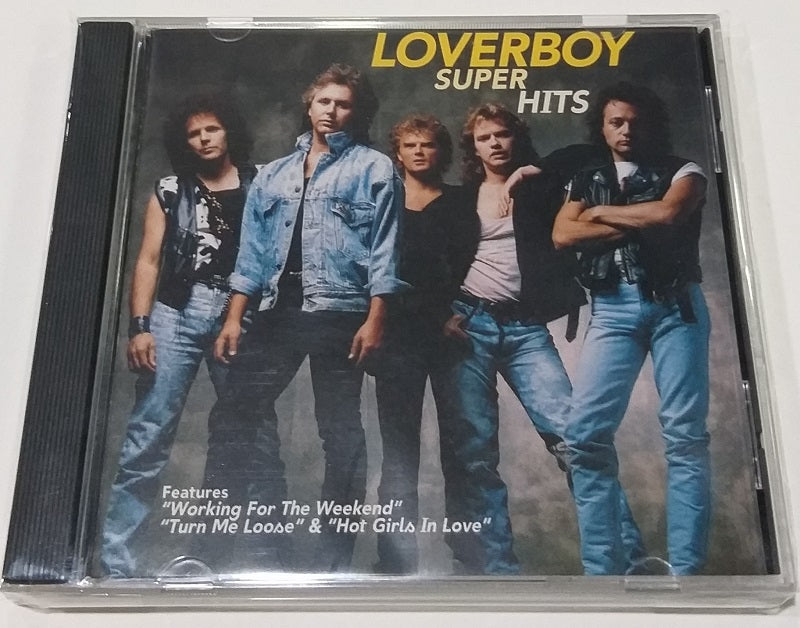 LOVERBOY
SUPER
HITS
Features
"Working For The Weekend"
"Turn Me Loose" & "Hot Girls In Love"